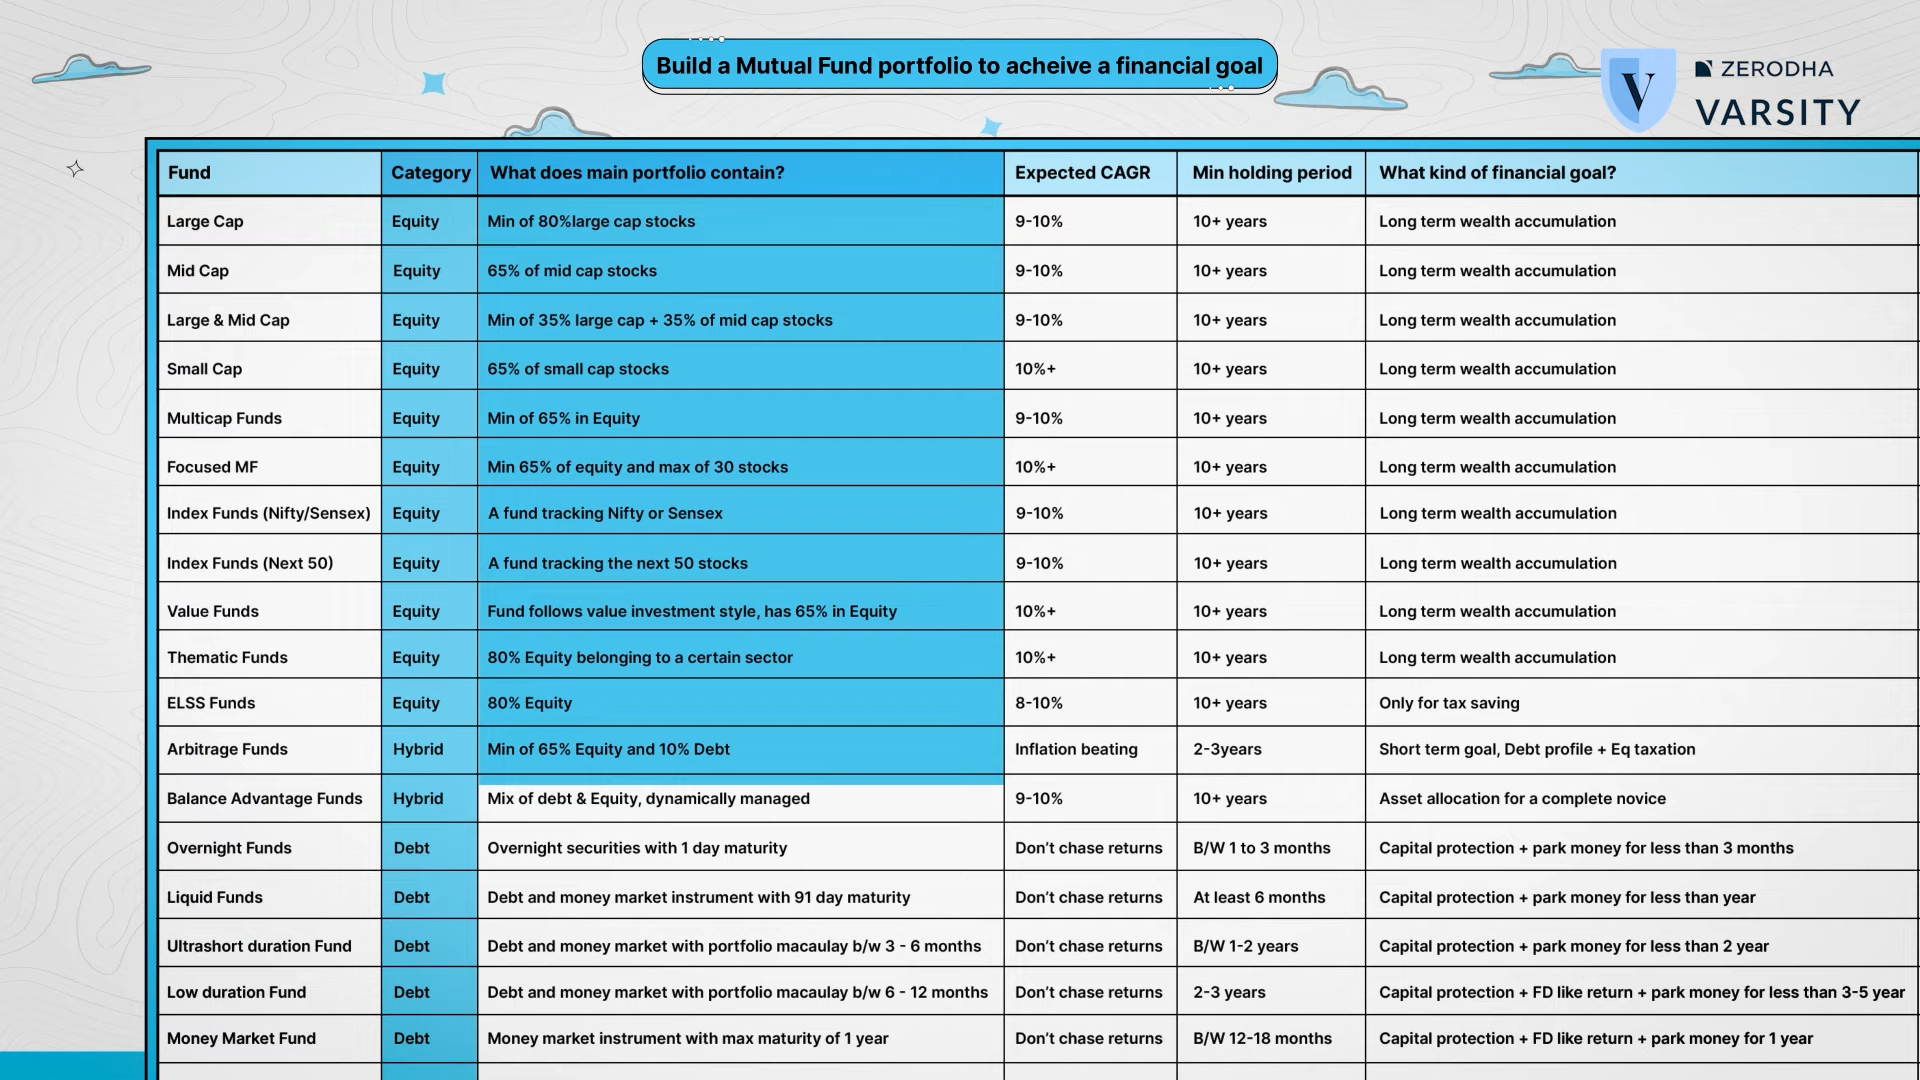 Build a Mutual Fund portfolio to acheive a financial goal
V ZERODHA
VARSITY
Fund Category What does main portfolio contain? Expected CAGR Min holding period What kind of financial goal?
Large Cap Equity Min of 80%large cap stocks 9-10% 10+ years Long term wealth accumulation
Mid Cap Equity 65% of mid cap stocks 9-10% 10+ years Long term wealth accumulation
Large & Mid Cap Equity Min of 35% large cap + 35% of mid cap stocks 9-10% 10+ years Long term wealth accumulation
Small Cap Equity 65% of small cap stocks 10%+ 10+ years Long term wealth accumulation
Multicap Funds Equity Min of 65% in Equity 9-10% 10+ years Long term wealth accumulation
Focused MF Equity Min 65% of equity and max of 30 stocks 10%+ 10+ years Long term wealth accumulation
Index Funds (Nifty/Sensex) Equity A fund tracking Nifty or Sensex 9-10% 10+ years Long term wealth accumulation
Index Funds (Next 50) Equity A fund tracking the next 50 stocks 9-10% 10+ years Long term wealth accumulation
Value Funds Equity Fund follows value investment style, has 65% in Equity 10%+ 10+ years Long term wealth accumulation
Thematic Funds Equity 80% Equity belonging to a certain sector 10%+ 10+ years Long term wealth accumulation
ELSS Funds Equity 80% Equity 8-10% 10+ years Only for tax saving
Arbitrage Funds Hybrid Min of 65% Equity and 10% Debt Inflation beating 2-3years Short term goal, Debt profile + Eq taxation
Balance Advantage Funds Hybrid Mix of debt & Equity, dynamically managed 9-10% 10+ years Asset allocation for a complete novice
Overnight Funds Debt Overnight securities with 1 day maturity Don't chase returns B/W 1 to 3 months Capital protection + park money for less than 3 months
Liquid Funds Debt Debt and money market instrument with 91 day maturity Don't chase returns At least 6 months Capital protection + park money for less than year
Ultrashort duration Fund Debt Debt and money market with portfolio macaulay b/w 3 - 6 months Don't chase returns B/W 1-2 years Capital protection + park money for less than 2 year
Low duration Fund Debt Debt and money market with portfolio macaulay b/w 6 - 12 months Don't chase returns 2-3 years Capital protection + FD like return + park money for less than 3-5 year
Money Market Fund Debt Money market instrument with max maturity of 1 year Don't chase returns B/W 12-18 months Capital protection + FD like return + park money for 1 year